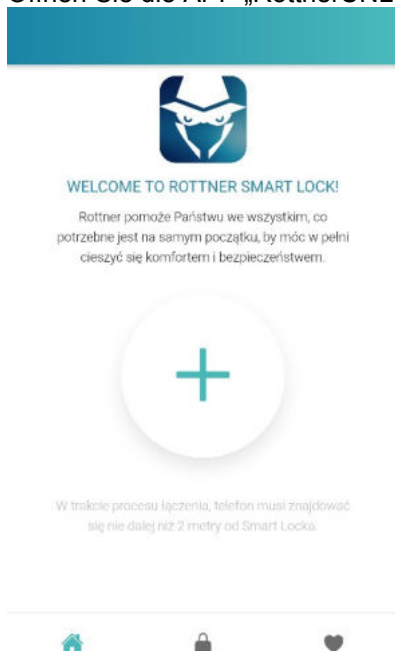 WELCOME TO ROTTNER SMART LOCK!
Rottner pomoże Państwu we wszystkim, co
potrzebne jest na samym początku, by móc w pełni
cieszyć się komfortem i bezpieczeństwem.
W trakcie procesu łączenia, telefon musi znajdować
się nie dalej niż 2 metry od Smart Locka.